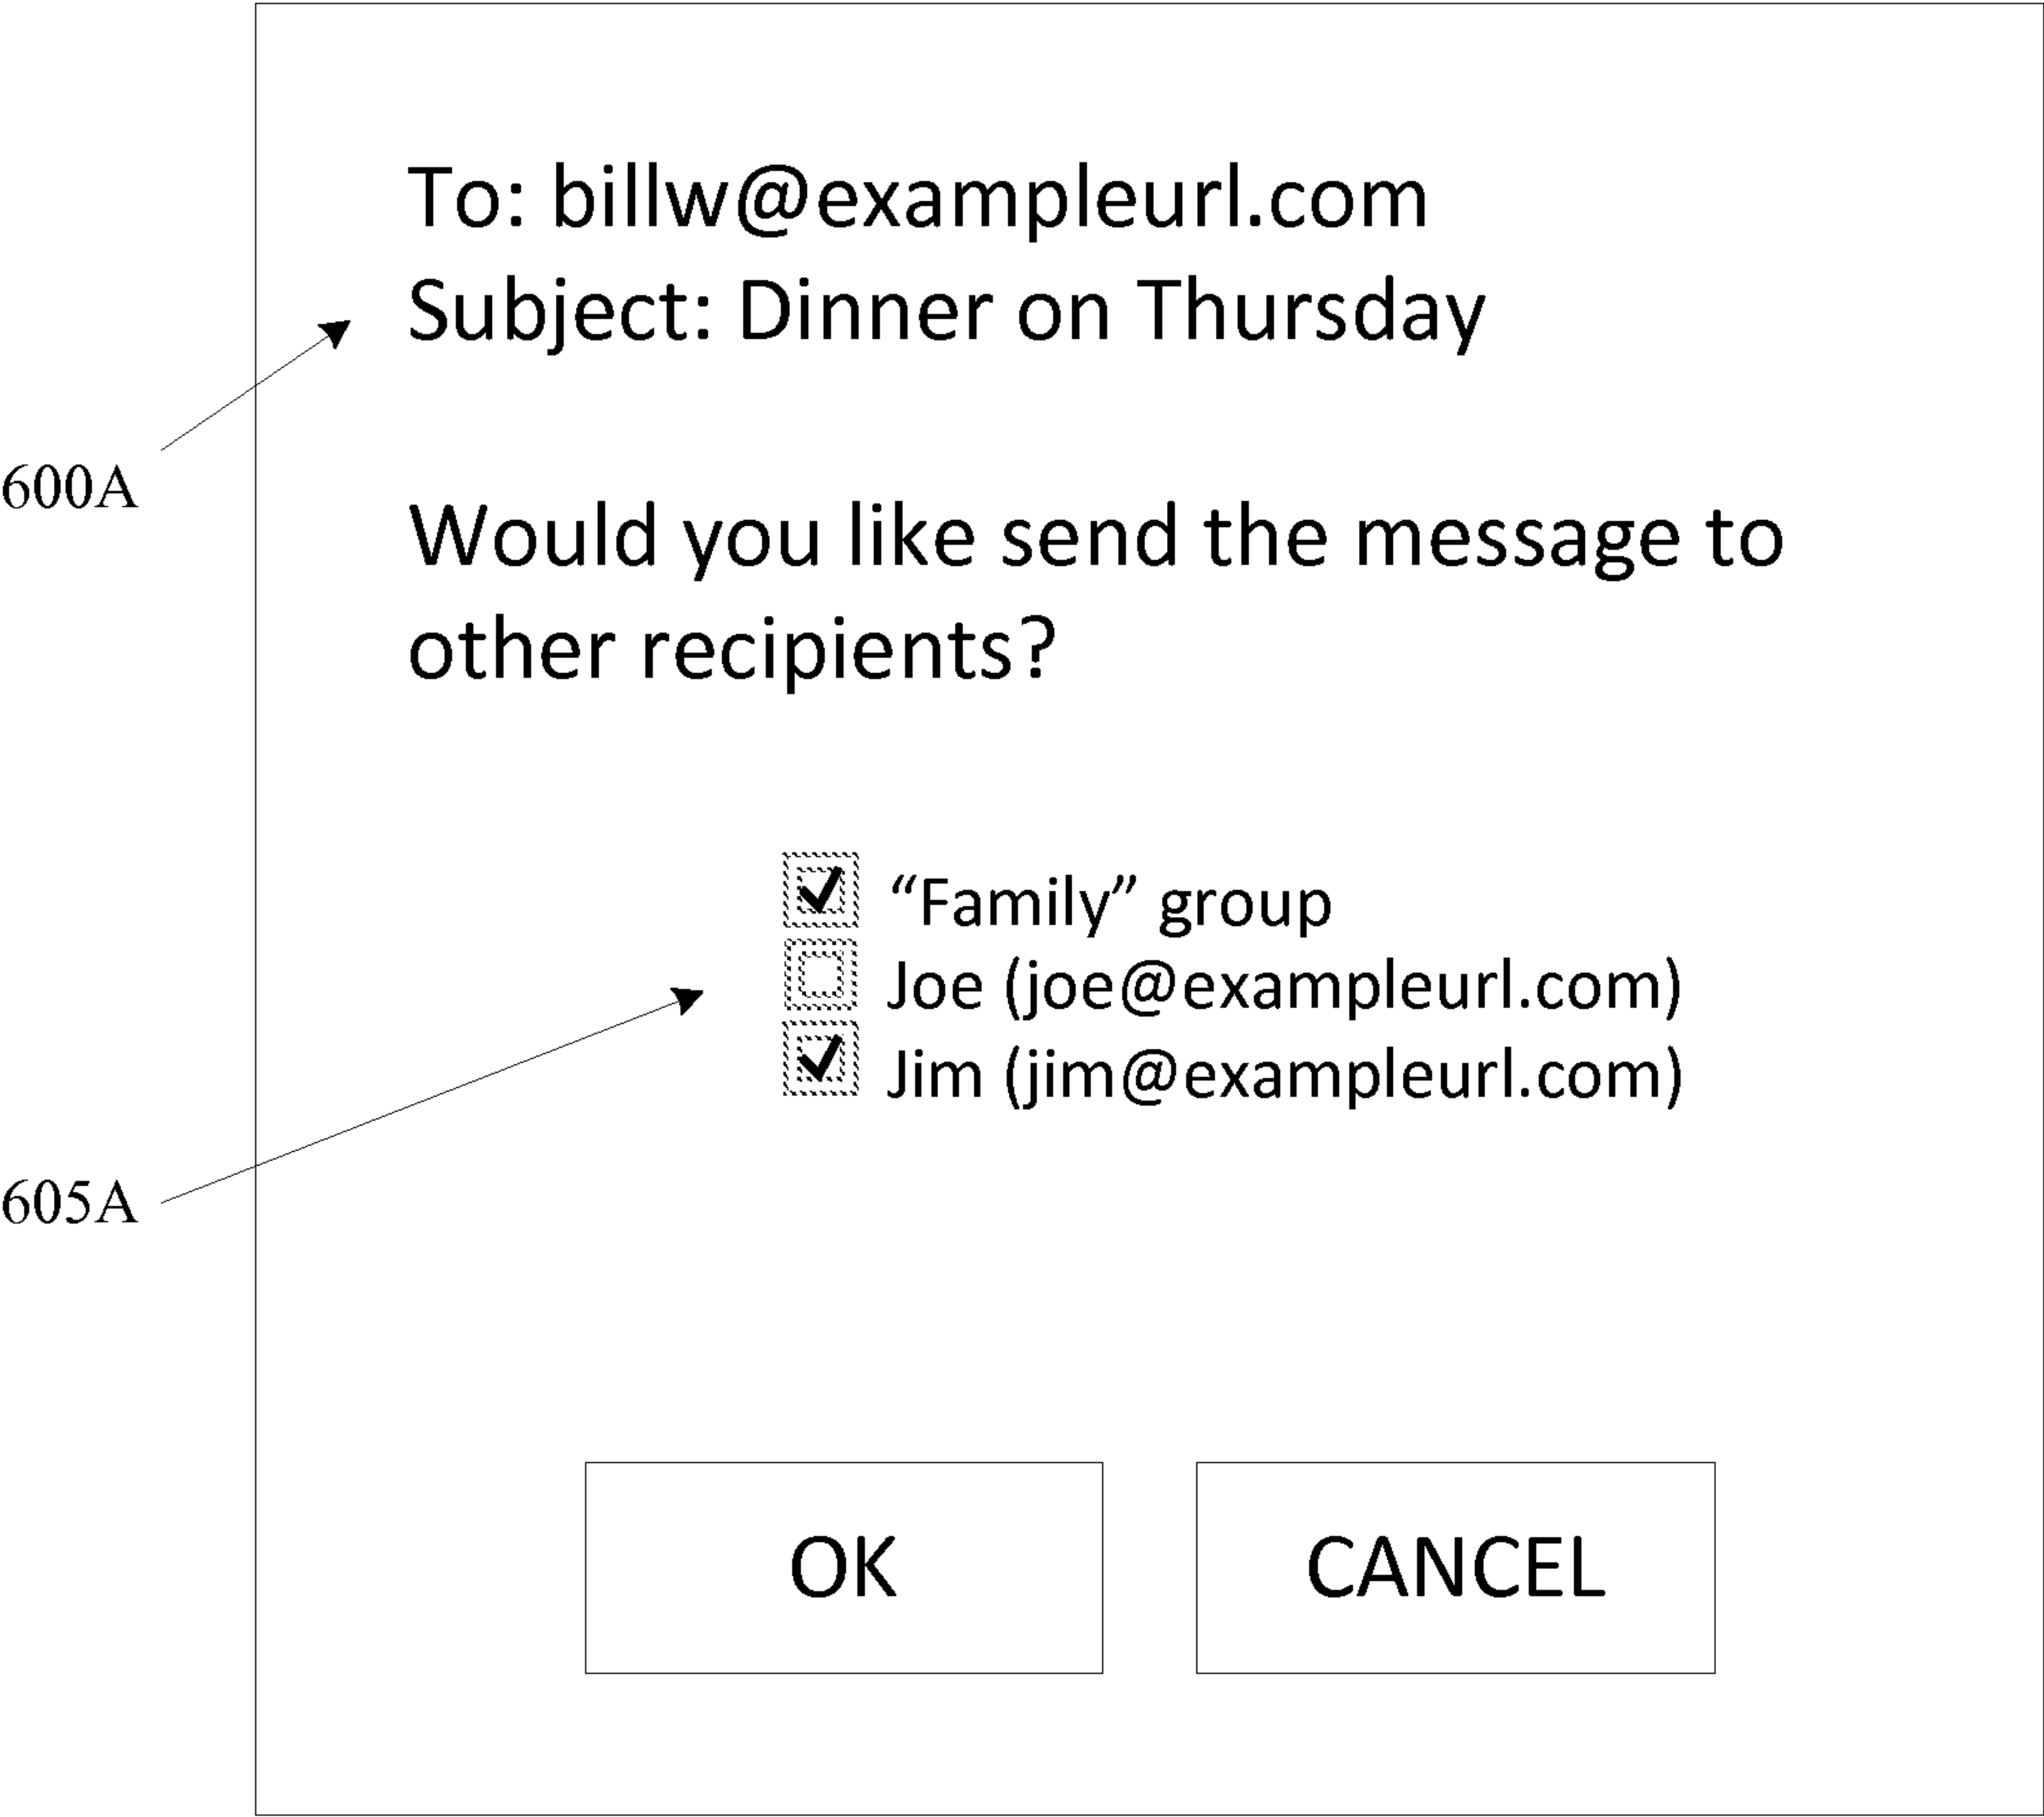 To: billw@exampleurl.com
Subject: Dinner on Thursday
600A
Would you like send the message to
other recipients?
“Family” group
Joe (joe@exampleurl.com)
Jim (jim@exampleurl.com)
605A
OK
CANCEL